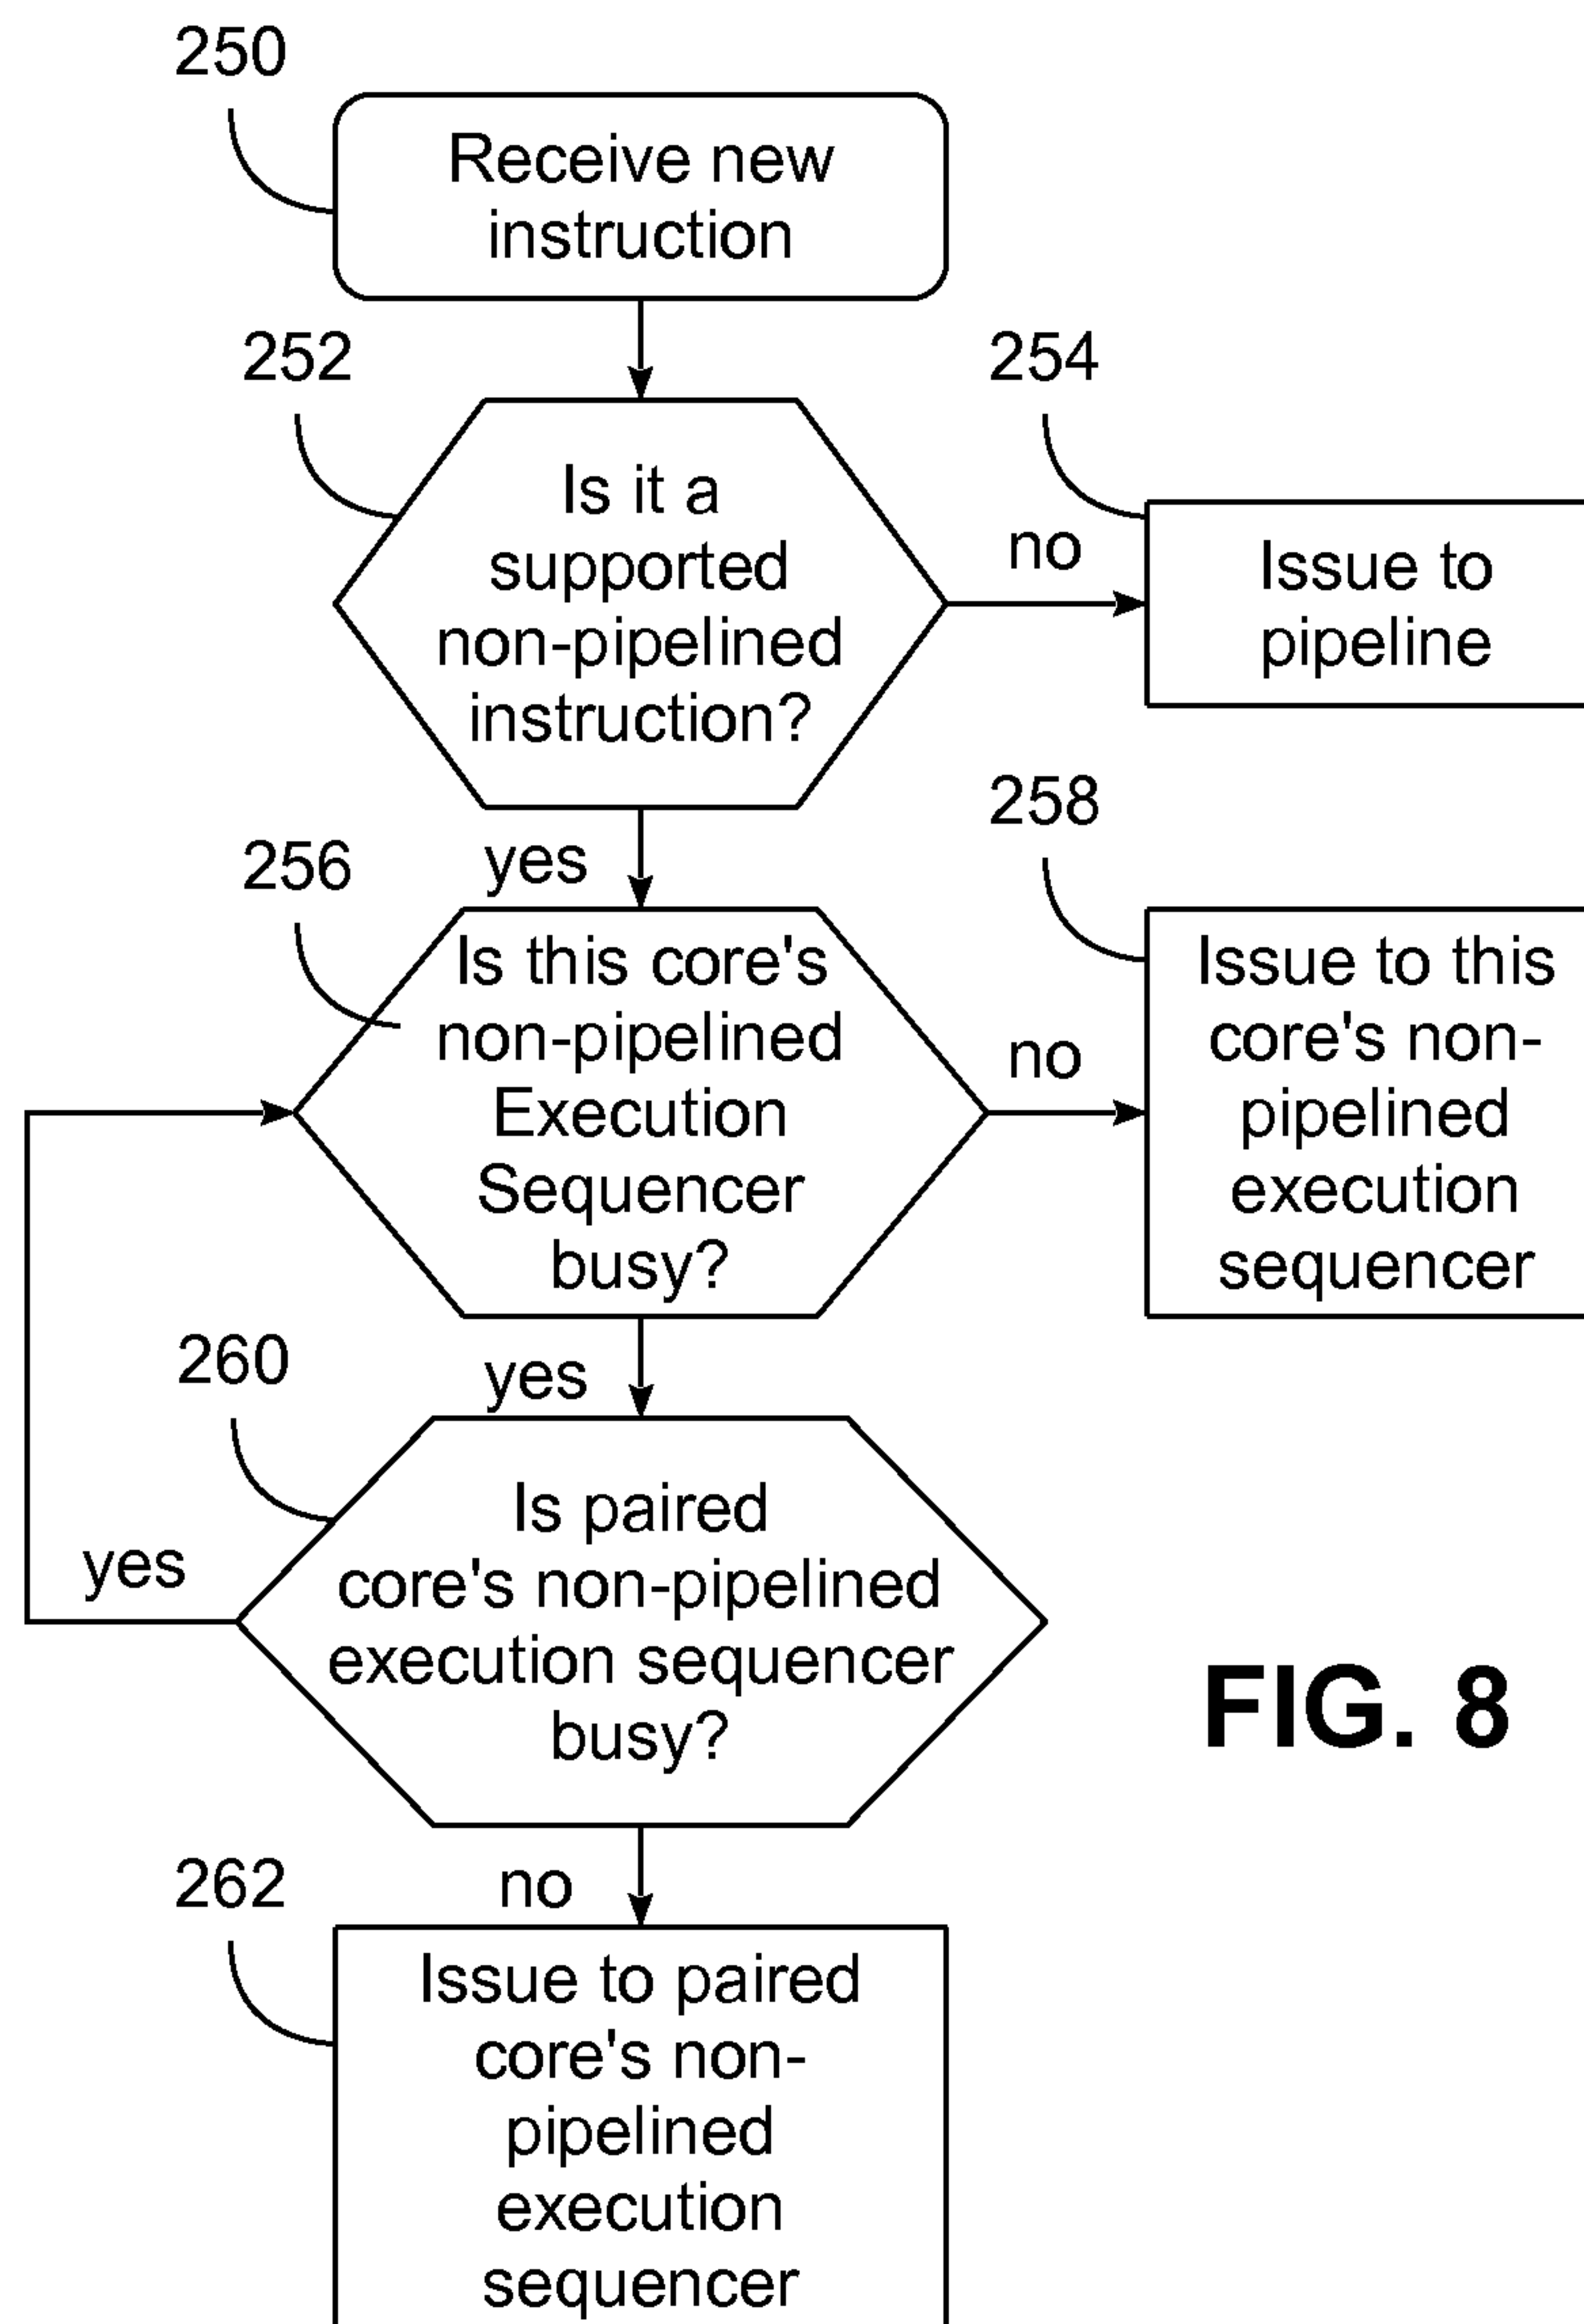 250
Receive new
instruction
252
Is it a
supported
non-pipelined
instruction?
no
254
Issue to
pipeline
yes
256
Is this core's
non-pipelined
Execution
Sequencer
busy?
no
258
Issue to this
core's non-
pipelined
execution
sequencer
yes
260
Is paired
core's non-pipelined
execution sequencer
busy?
yes
no
262
Issue to paired
core's non-
pipelined
execution
sequencer
FIG. 8